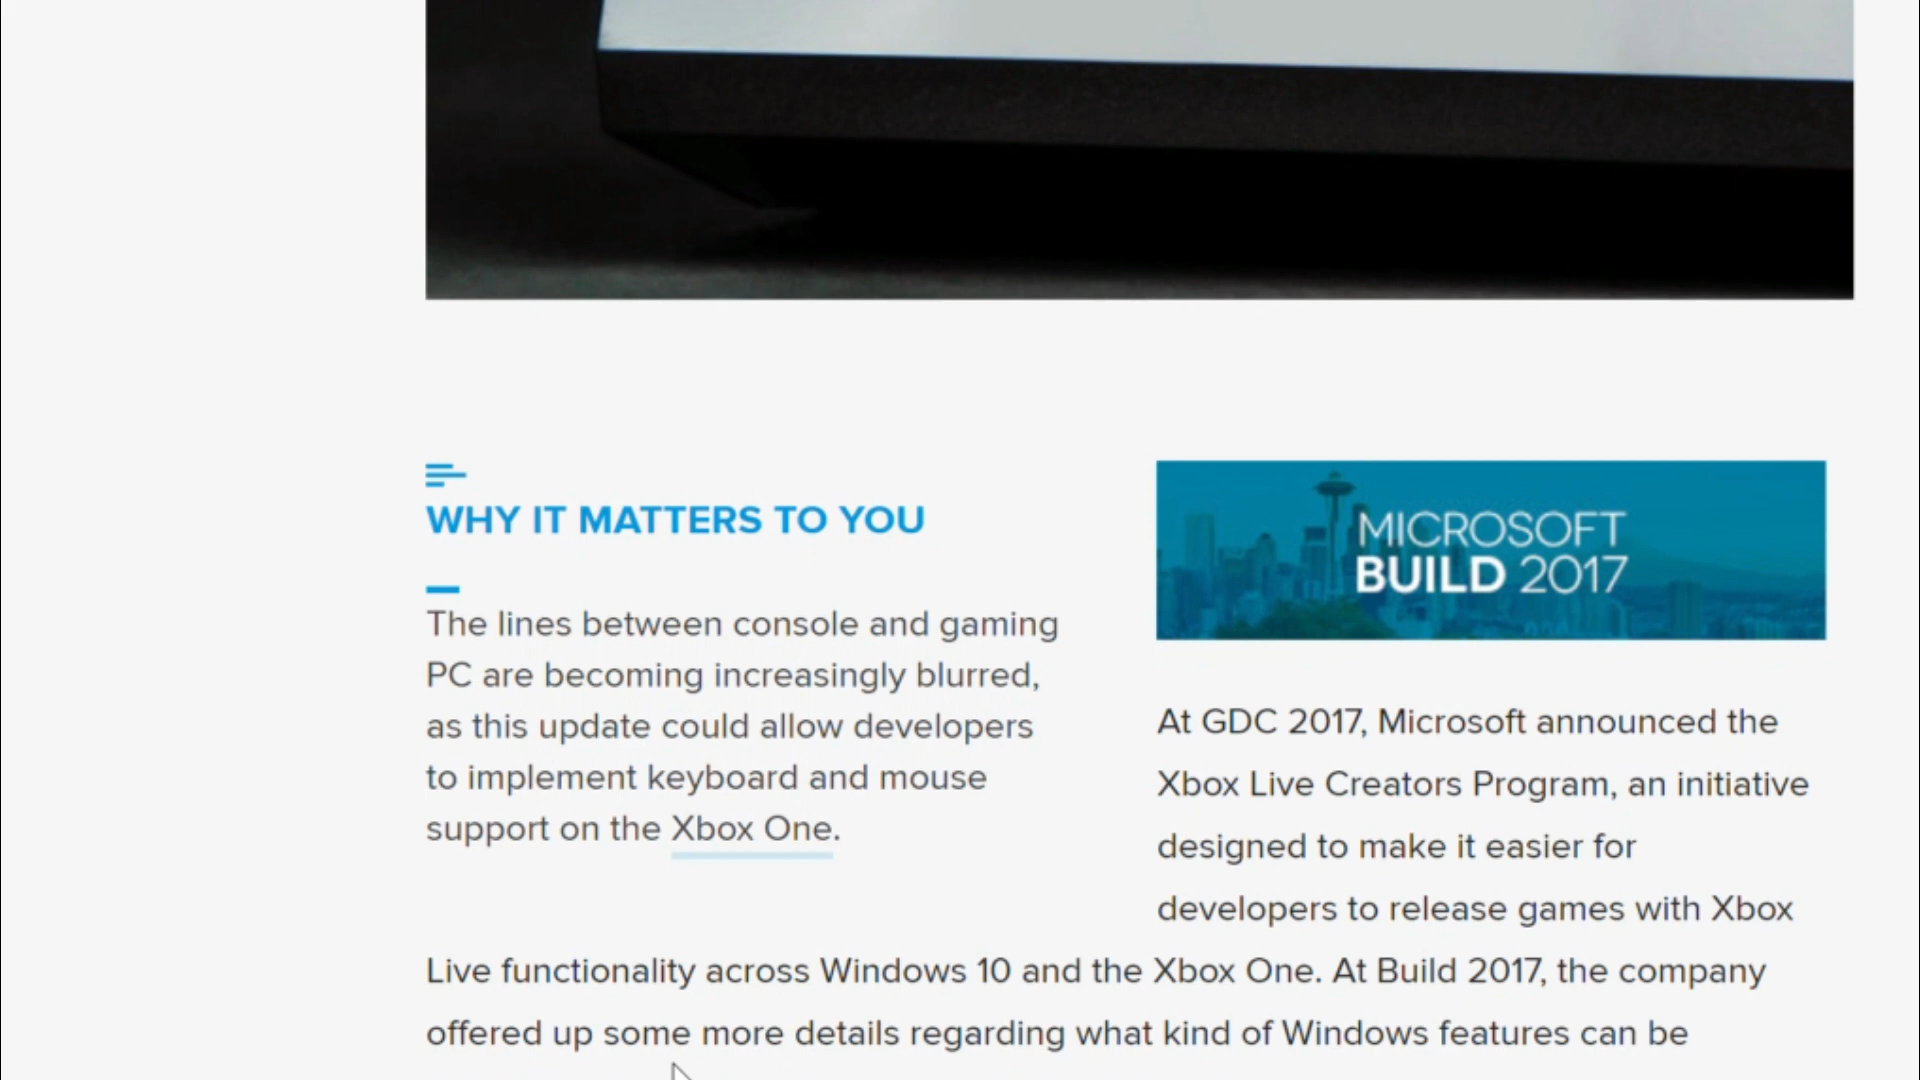 WHY IT MATTERS TO YOU
The lines between console and gaming
PC are becoming increasingly blurred,
as this update could allow developers
to implement keyboard and mouse
support on the Xbox One.
MICROSOFT
BUILD 2017
At GDC 2017, Microsoft announced the
Xbox Live Creators Program, an initiative
designed to make it easier for
developers to release games with Xbox
Live functionality across Windows 10 and the Xbox One. At Build 2017, the company
offered up some more details regarding what kind of Windows features can be